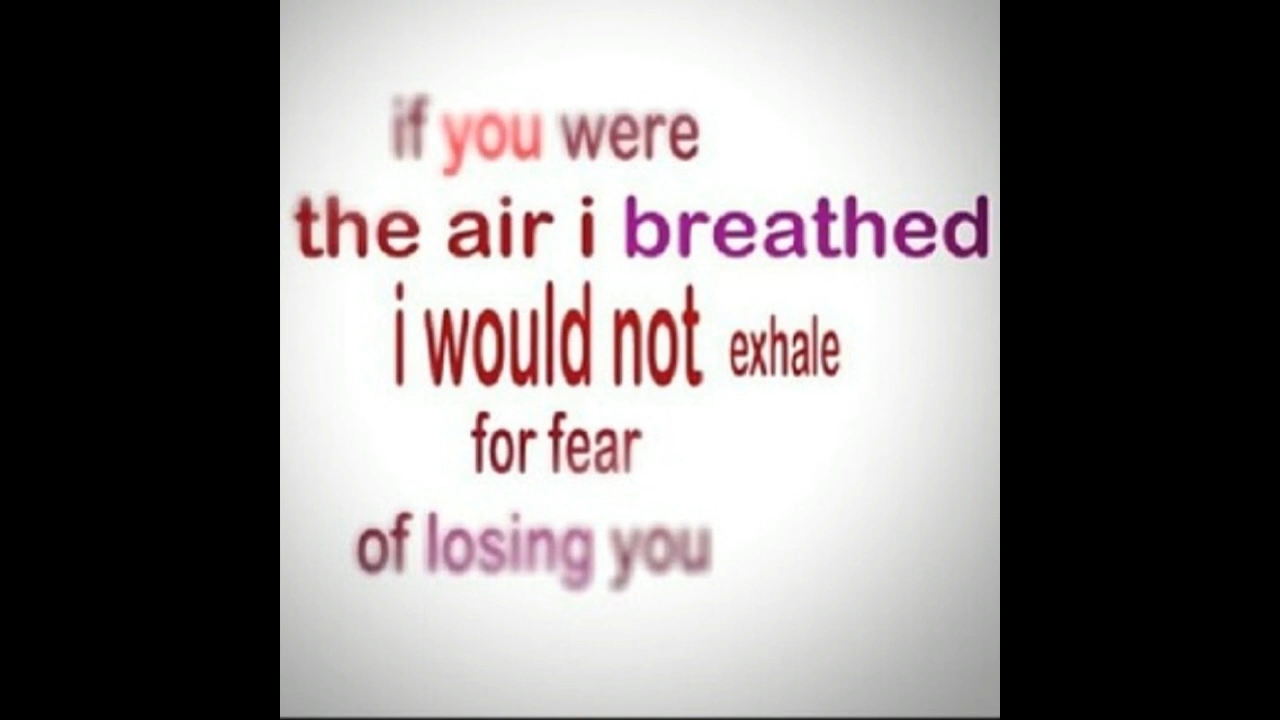 if you were
the air i breathed
i would not exhale
for fear
of losing you